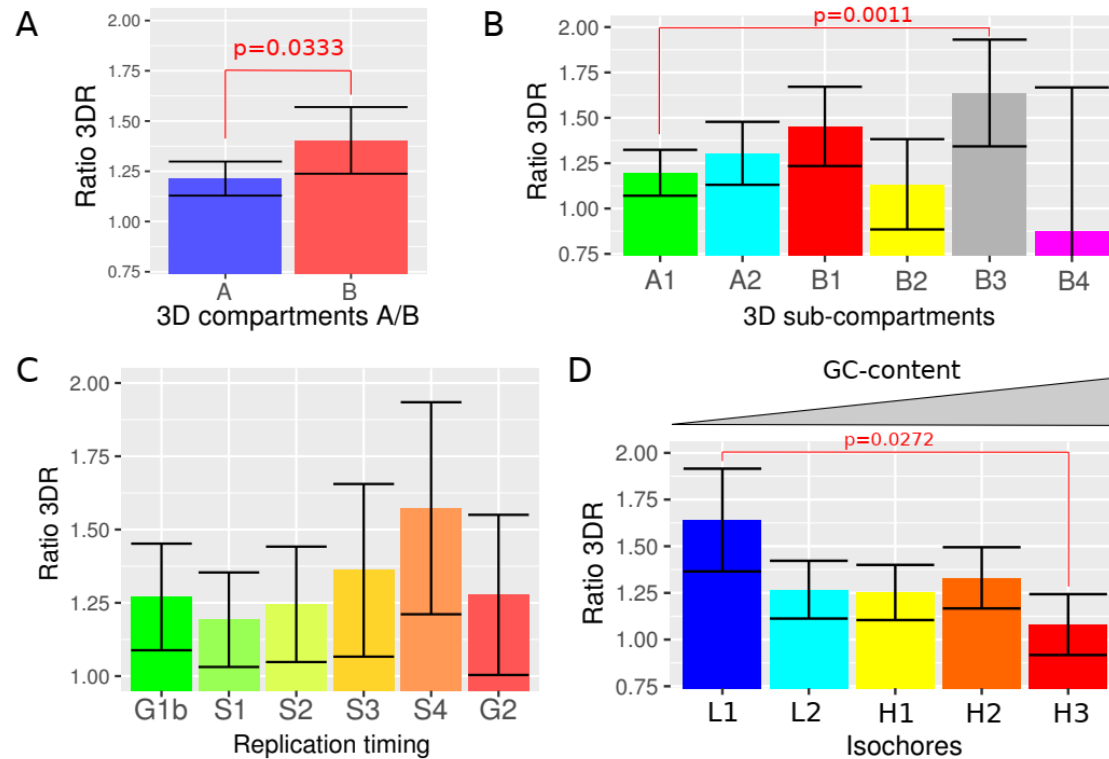 A
2.00
1.75
1.50
1.25
1.00
0.75
Ratio 3DR
p=0.0333
A
B
3D compartments A/B
B
2.00
1.75
1.50
1.25
1.00
0.75
Ratio 3DR
p=0.0011
A1 A2 B1 B2 B3 B4
3D sub-compartments
C
2.00
1.75
1.50
1.25
1.00
Ratio 3DR
G1b S1 S2 S3 S4 G2
Replication timing
D
GC-content
p=0.0272
2.00
1.75
1.50
1.25
1.00
0.75
Ratio 3DR
L1 L2 H1 H2 H3
Isochores